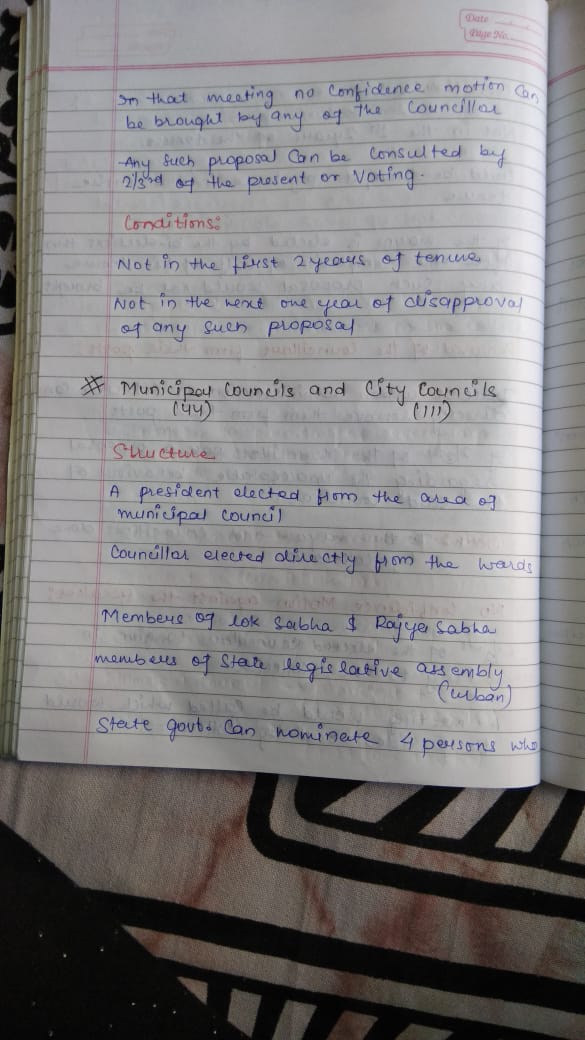 Date
Page No.
In that meeting no confidence motion can
be brought by any of the Councillor
Any such proposal can be consulted by
2/3rd of the present or voting.
Conditions:
Not in the first 2 years of tenure
Not in the next one year of disapproval
of any such proposal
# Municipal Councils and City Councils
(44) (111)
Structure
A president elected from the area of
municipal council
Councillor elected directly from the wards
Members of lok sabha & Rajya sabha
members of State legislative assembly
(urban)
State govt. can nominate 4 persons who